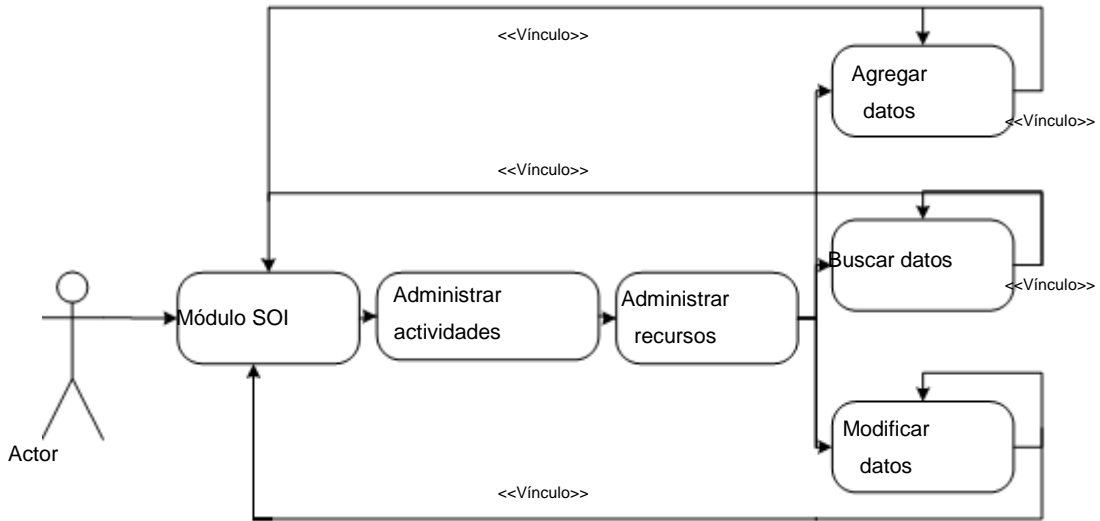 <<Vínculo>>
Agregar
datos
<<Vínculo>>
<<Vínculo>>
Buscar datos
<<Vínculo>>
Módulo SOI
Administrar
actividades
Administrar
recursos
Modificar
datos
Actor
<<Vínculo>>